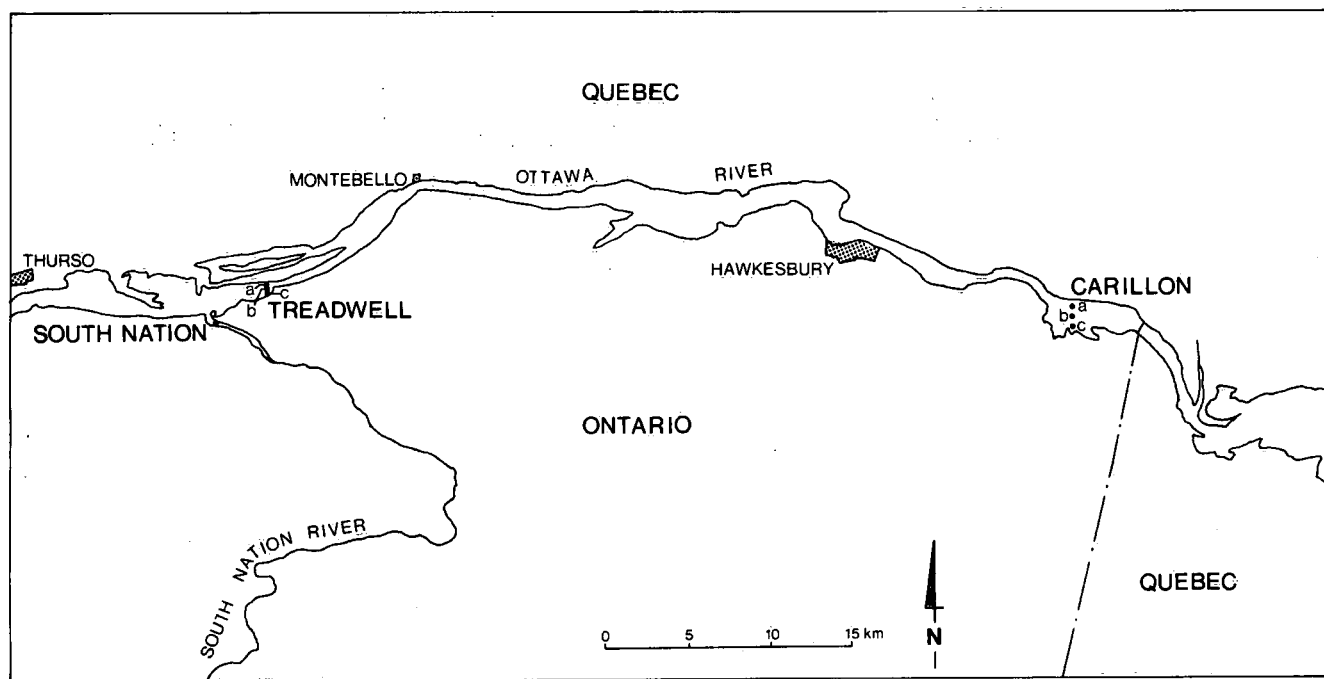 QUEBEC
MONTEBELLO
OTTAWA RIVER
THURSO
HAWKESBURY
CARILLON
a
b
c
a
c
b
TREADWELL
SOUTH NATION
ONTARIO
SOUTH NATION RIVER
QUEBEC
0 5 10 15 km
N